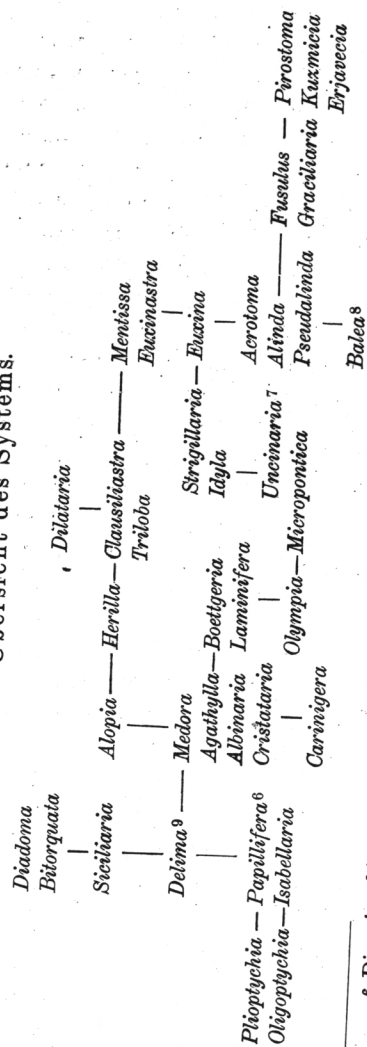 Übersicht des Systems.
Diadoma
Bitorquata
Dilataria
Siciliaria
Alopia — Herilla — Clausiliastra — Mentissa
Triloba Euxinastra
Delima⁹ — Medora
Strigillaria — Euxina
Idyla
Plioptychia — Papillifera⁶
Oligoptychia — Isabellaria
Agathylla — Boettgeria
Albinaria Laminifera
Cristataria
Carinigera
Olympia — Micropontica
Uncinaria⁷
Acrotoma
Alinda — Fusulus — Pirostoma
Pseudalinda Graciliaria Kuzmicia
Erjavecia
Balea⁸